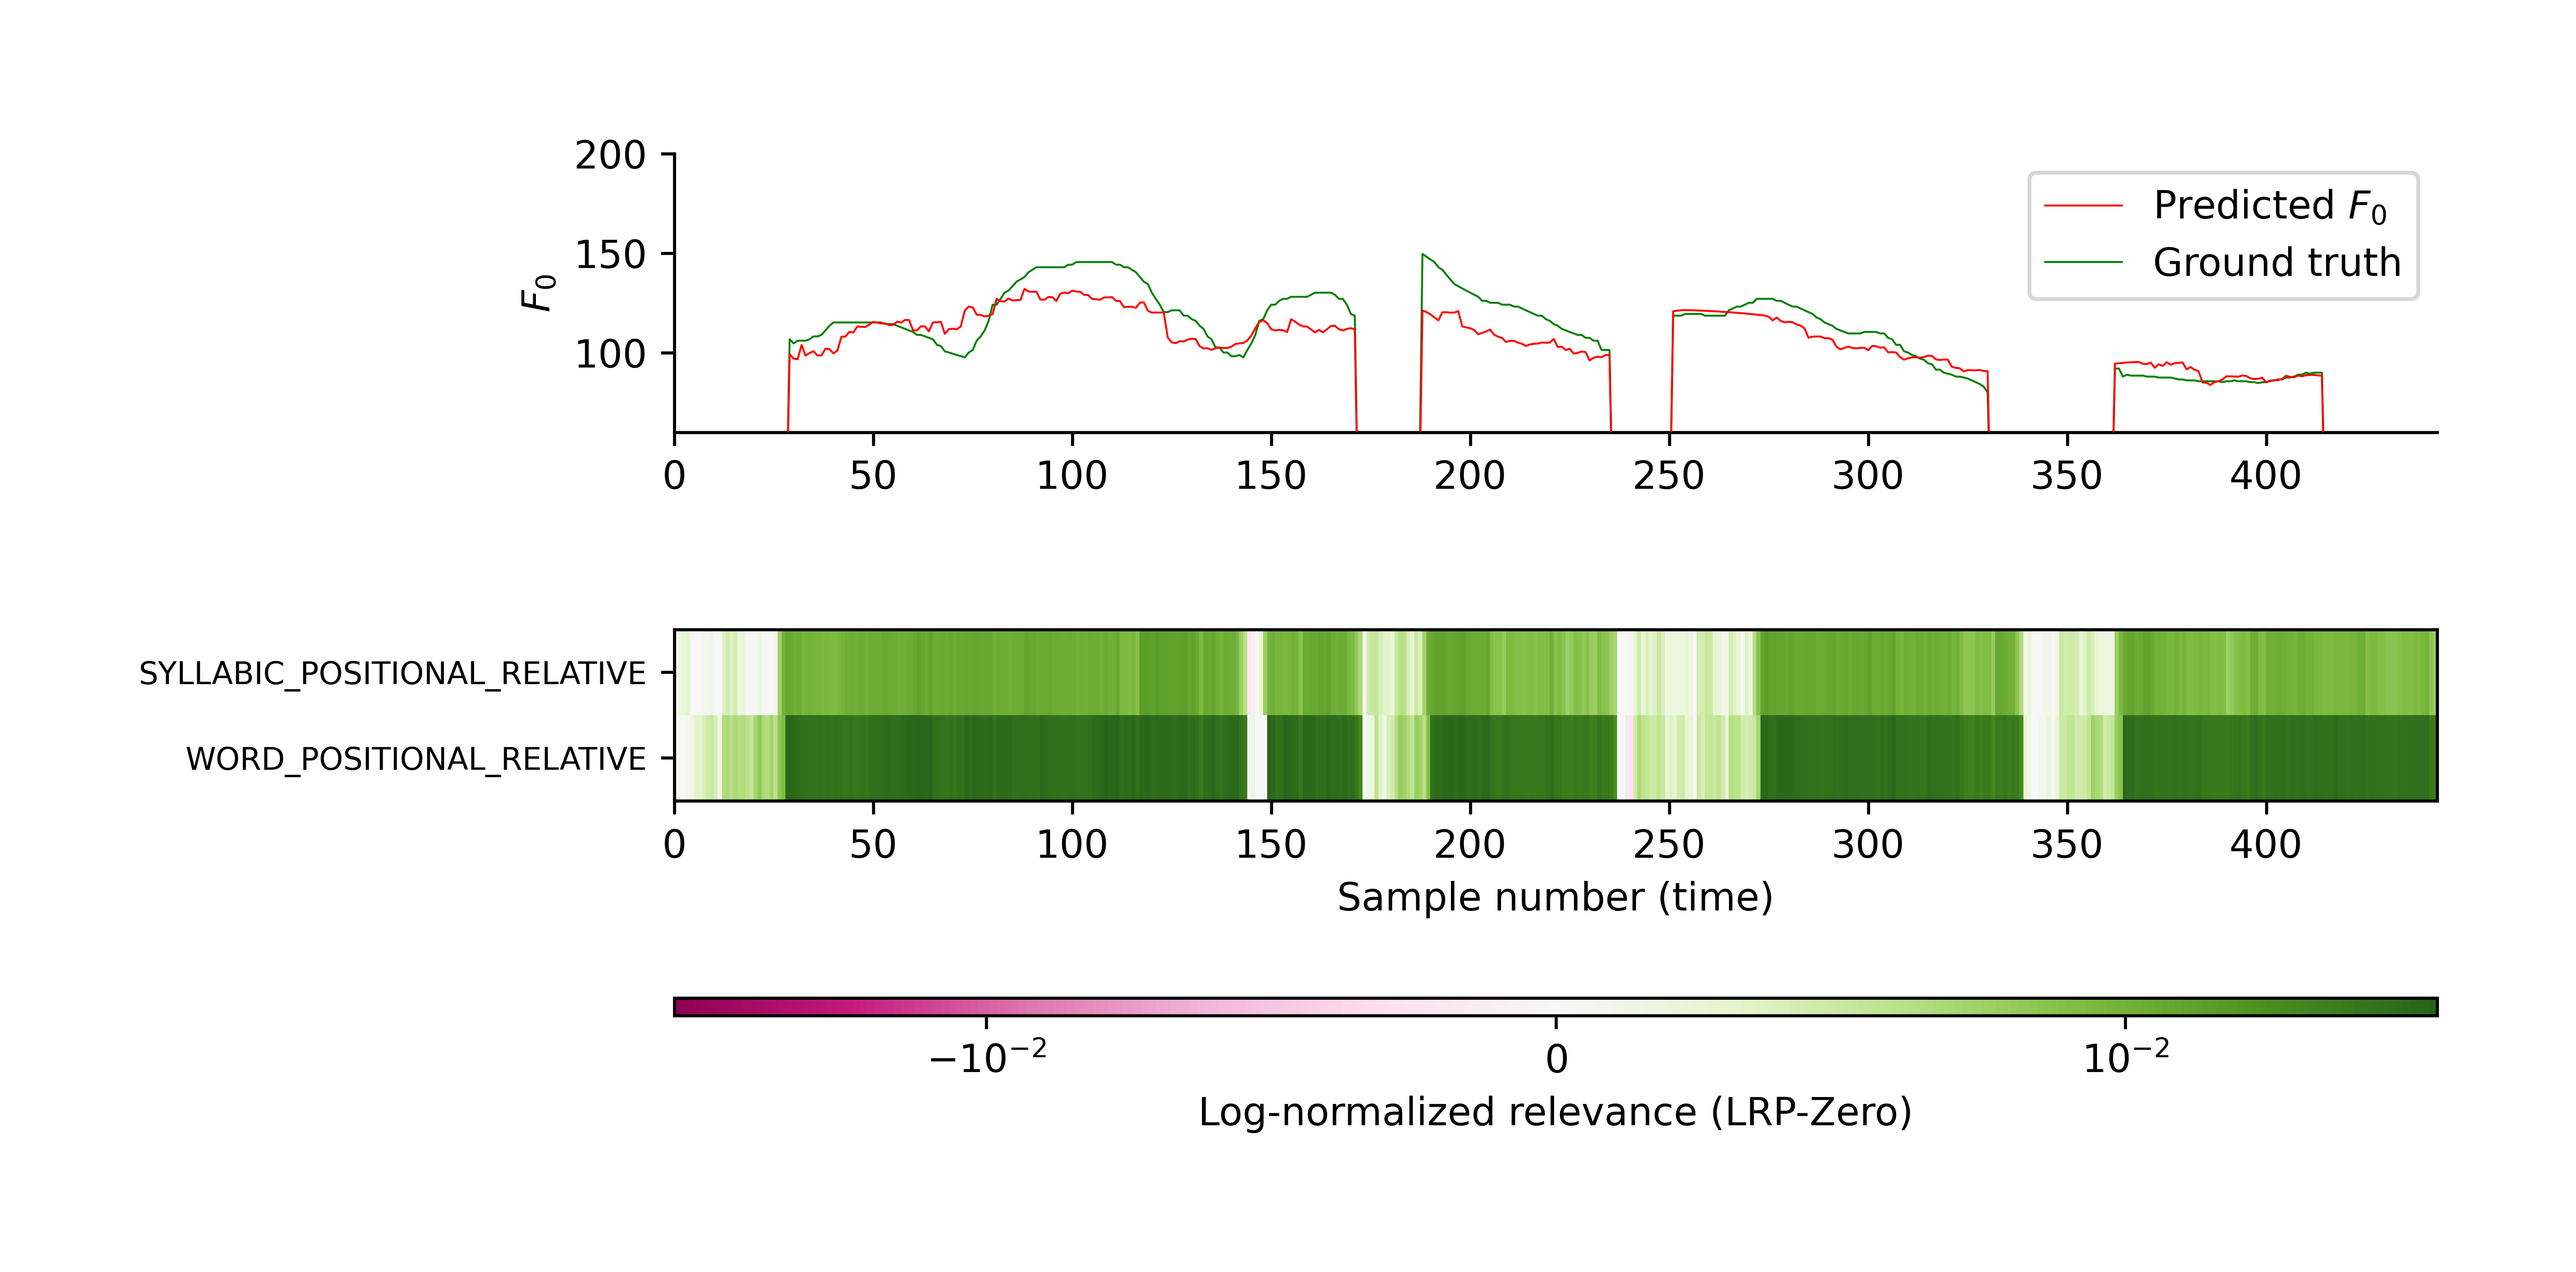 200
150
100
F₀
Predicted F₀
Ground truth
0 50 100 150 200 250 300 350 400
SYLLABIC_POSITIONAL_RELATIVE
WORD_POSITIONAL_RELATIVE
0 50 100 150 200 250 300 350 400
Sample number (time)
−10⁻² 0 10⁻²
Log-normalized relevance (LRP-Zero)